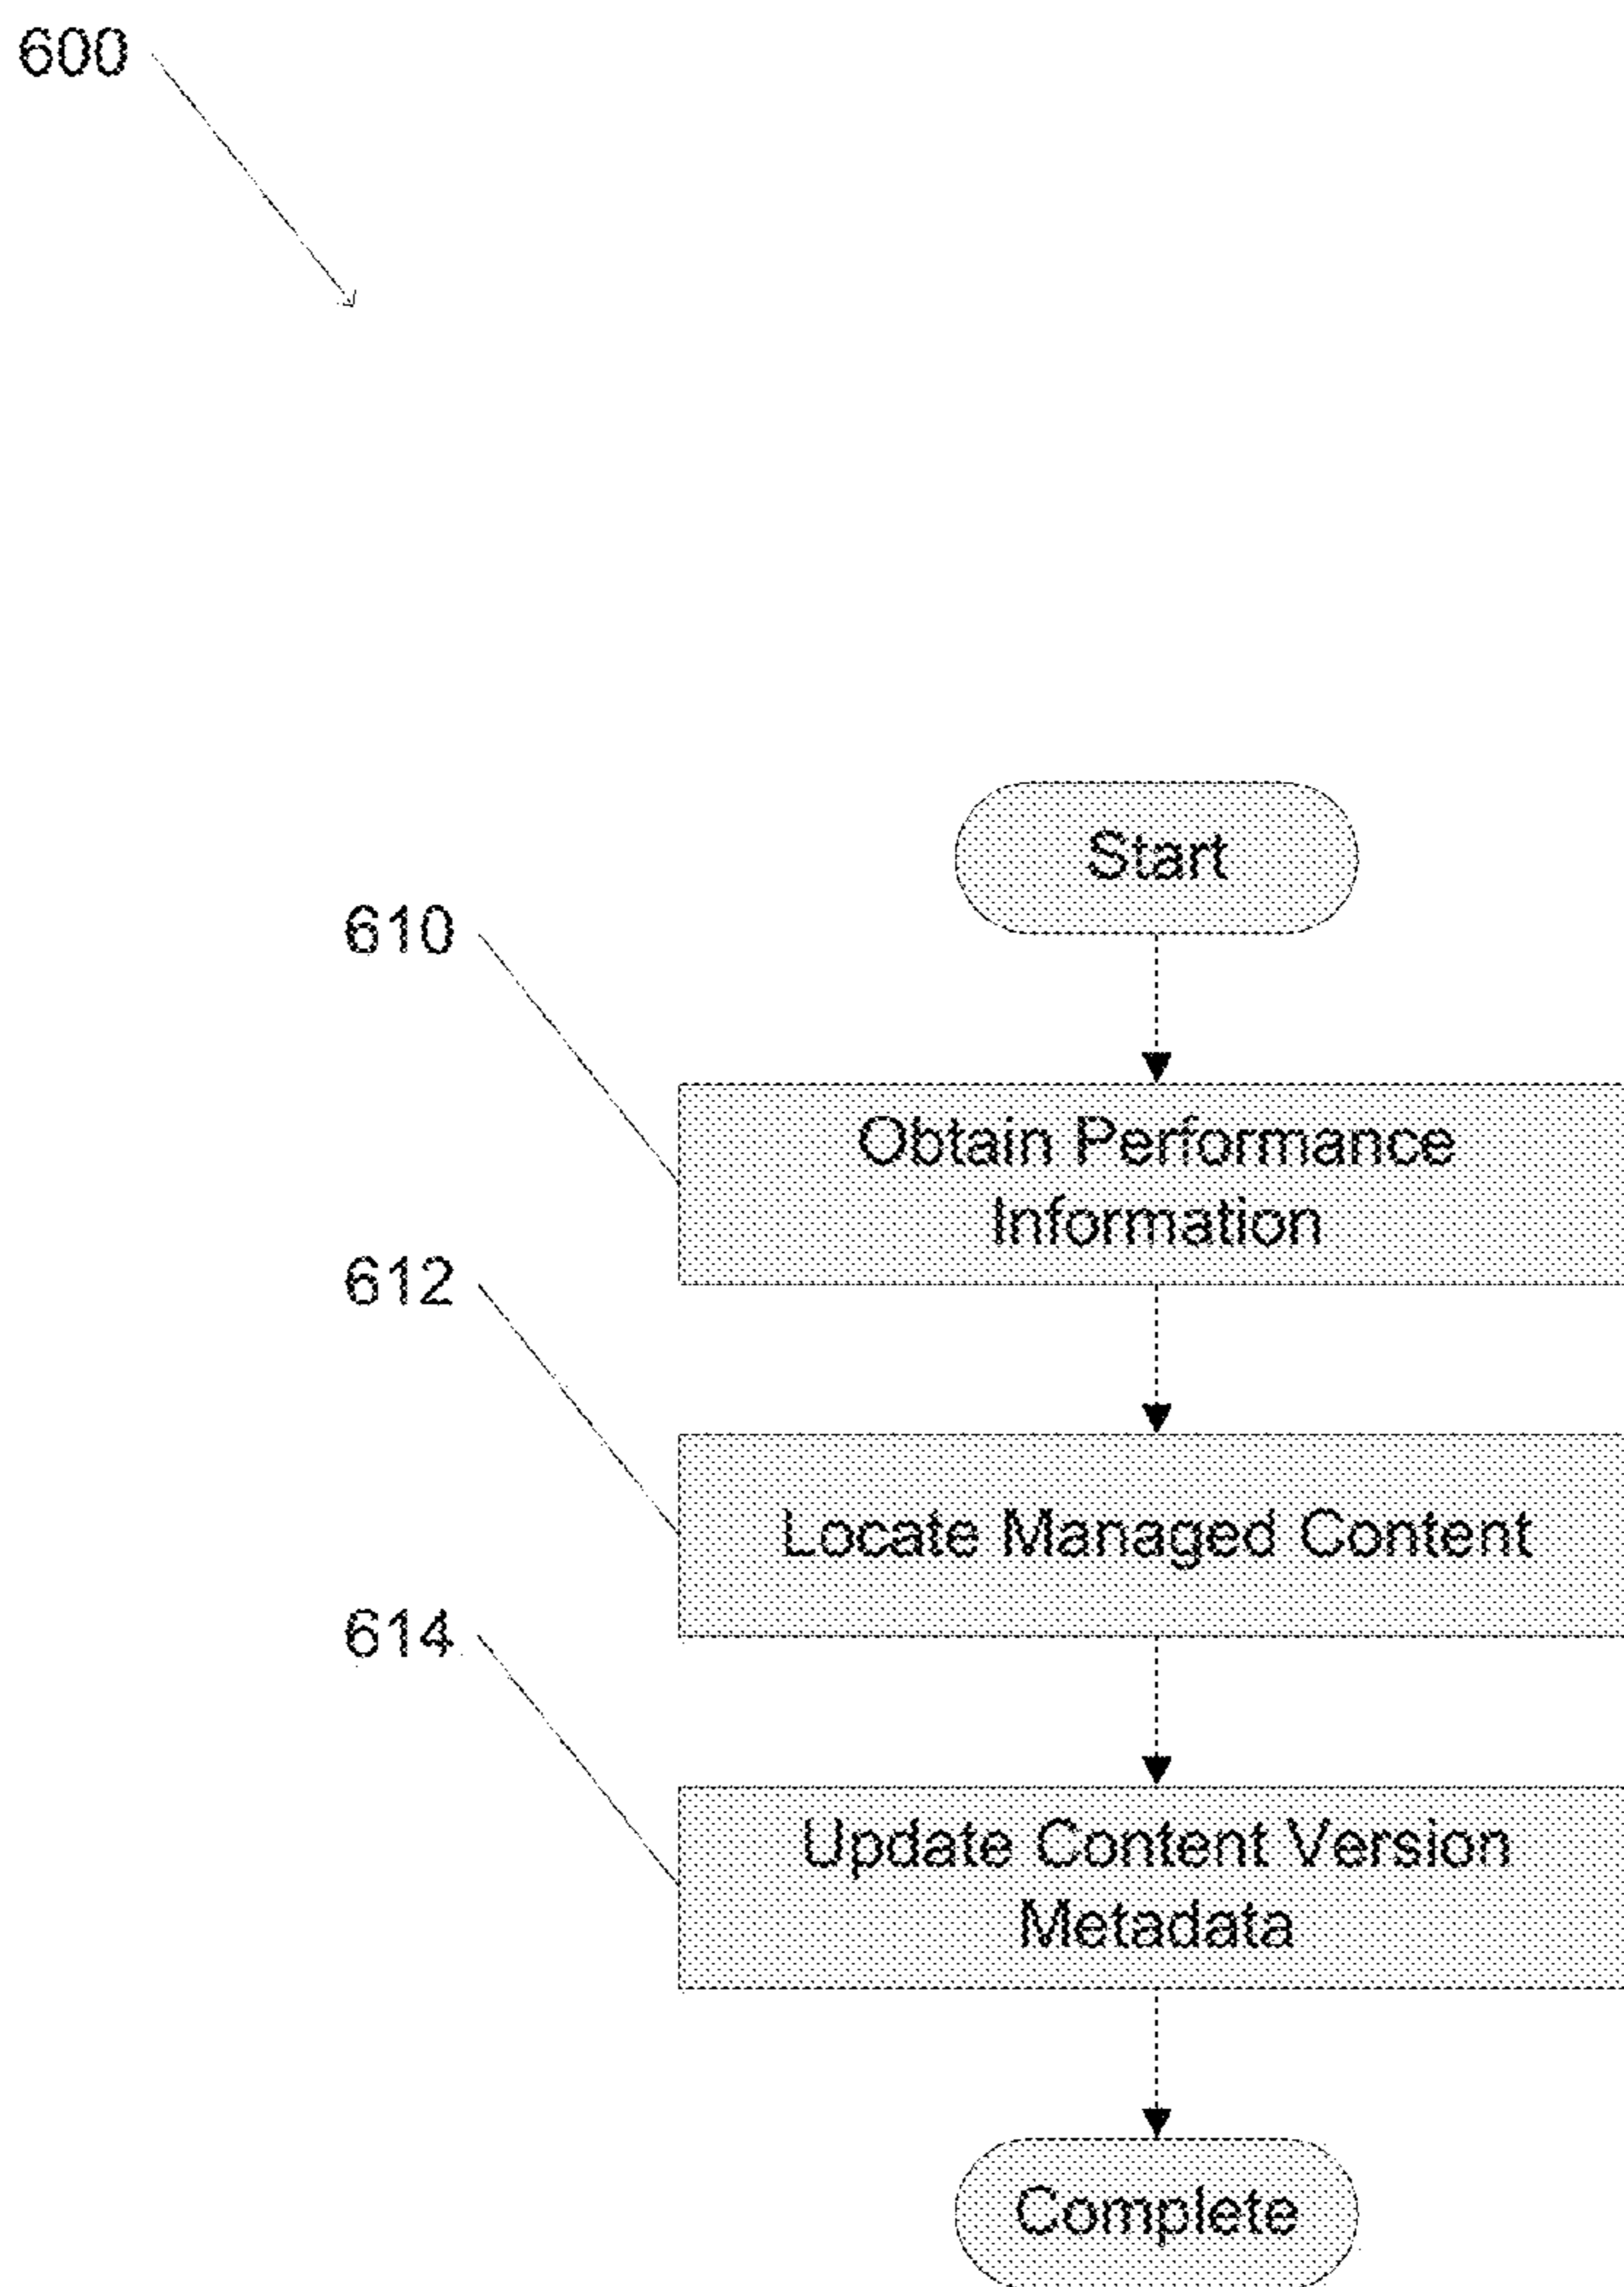 600
Start
610
Obtain Performance
Information
612
Locate Managed Content
614
Update Content Version
Metadata
Complete